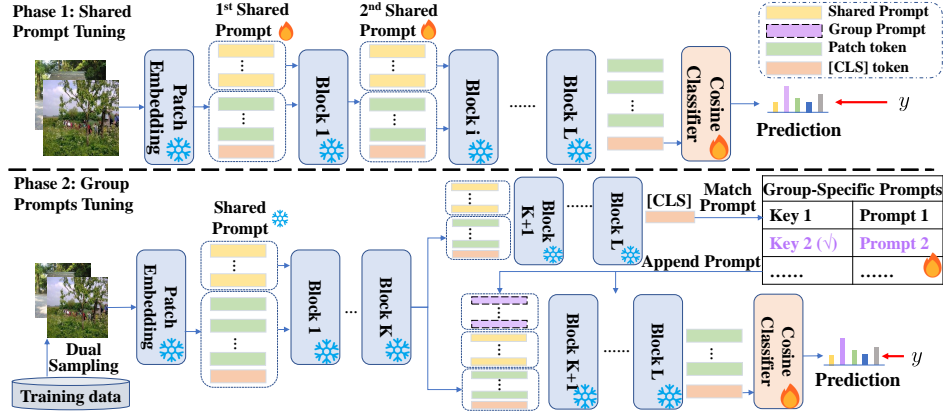 Phase 1: Shared
Prompt Tuning
1st Shared
Prompt
2nd Shared
Prompt
Shared Prompt
Group Prompt
Patch token
[CLS] token
Patch
Embedding
Block 1
Block i
......
Block L
Cosine
Classifier
Prediction
y
Phase 2: Group
Prompts Tuning
Shared
Prompt
Block
K+1
......
Block L
[CLS]
Match
Prompt
Group-Specific Prompts
Key 1 Prompt 1
Key 2 (√) Prompt 2
...... ......
Append Prompt
Patch
Embedding
Block 1
...
Block K
Block K+1
......
Block L
Cosine
Classifier
Prediction
y
Dual
Sampling
Training data